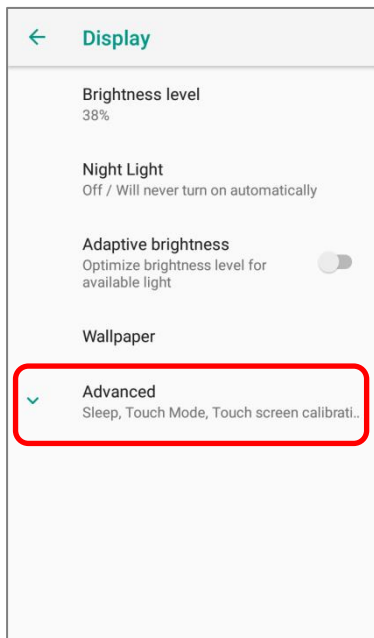 Display
Brightness level
38%
Night Light
Off / Will never turn on automatically
Adaptive brightness
Optimize brightness level for
available light
Wallpaper
Advanced
Sleep, Touch Mode, Touch screen calibrati..